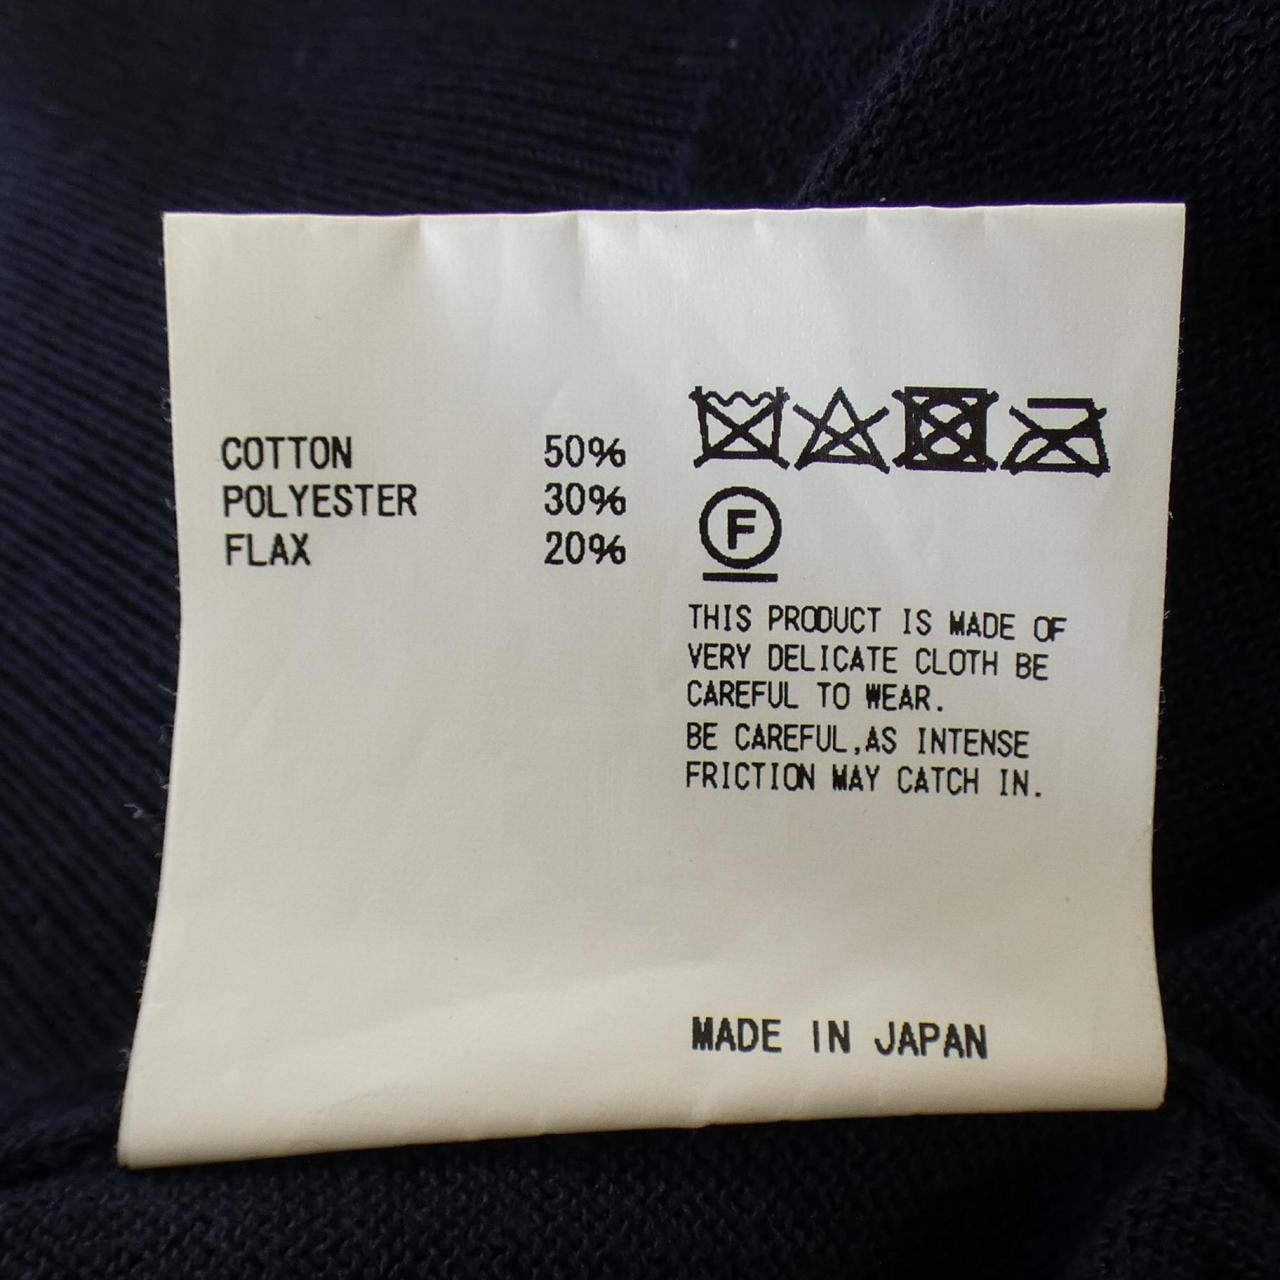 COTTON 50%
POLYESTER 30%
FLAX 20%
F
THIS PRODUCT IS MADE OF
VERY DELICATE CLOTH BE
CAREFUL TO WEAR.
BE CAREFUL,AS INTENSE
FRICTION MAY CATCH IN.
MADE IN JAPAN